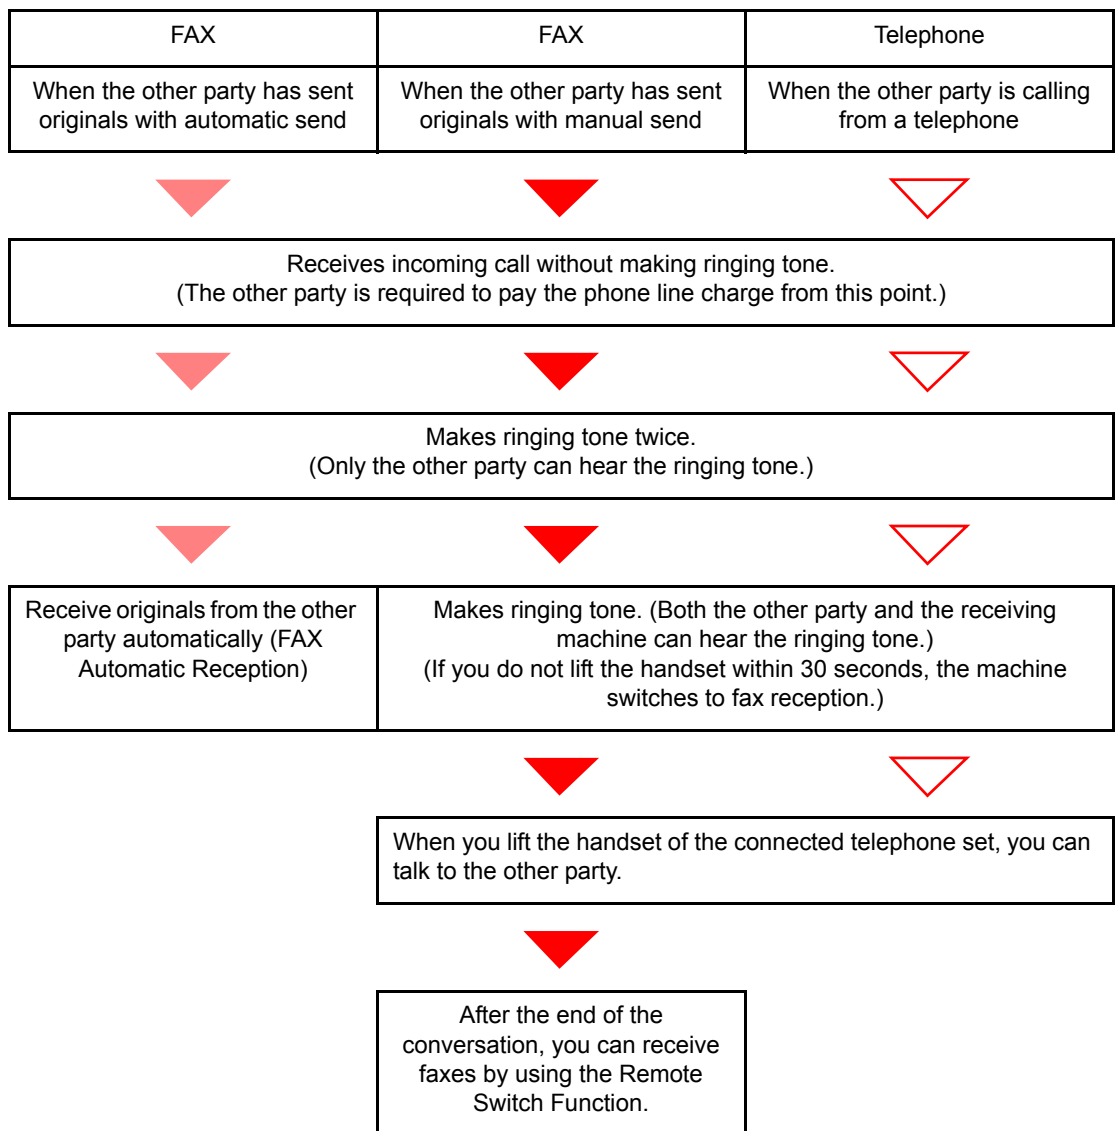 FAX
FAX
Telephone
When the other party has sent
originals with automatic send
When the other party has sent
originals with manual send
When the other party is calling
from a telephone
Receives incoming call without making ringing tone.
(The other party is required to pay the phone line charge from this point.)
Makes ringing tone twice.
(Only the other party can hear the ringing tone.)
Receive originals from the other
party automatically (FAX
Automatic Reception)
Makes ringing tone. (Both the other party and the receiving
machine can hear the ringing tone.)
(If you do not lift the handset within 30 seconds, the machine
switches to fax reception.)
When you lift the handset of the connected telephone set, you can
talk to the other party.
After the end of the
conversation, you can receive
faxes by using the Remote
Switch Function.